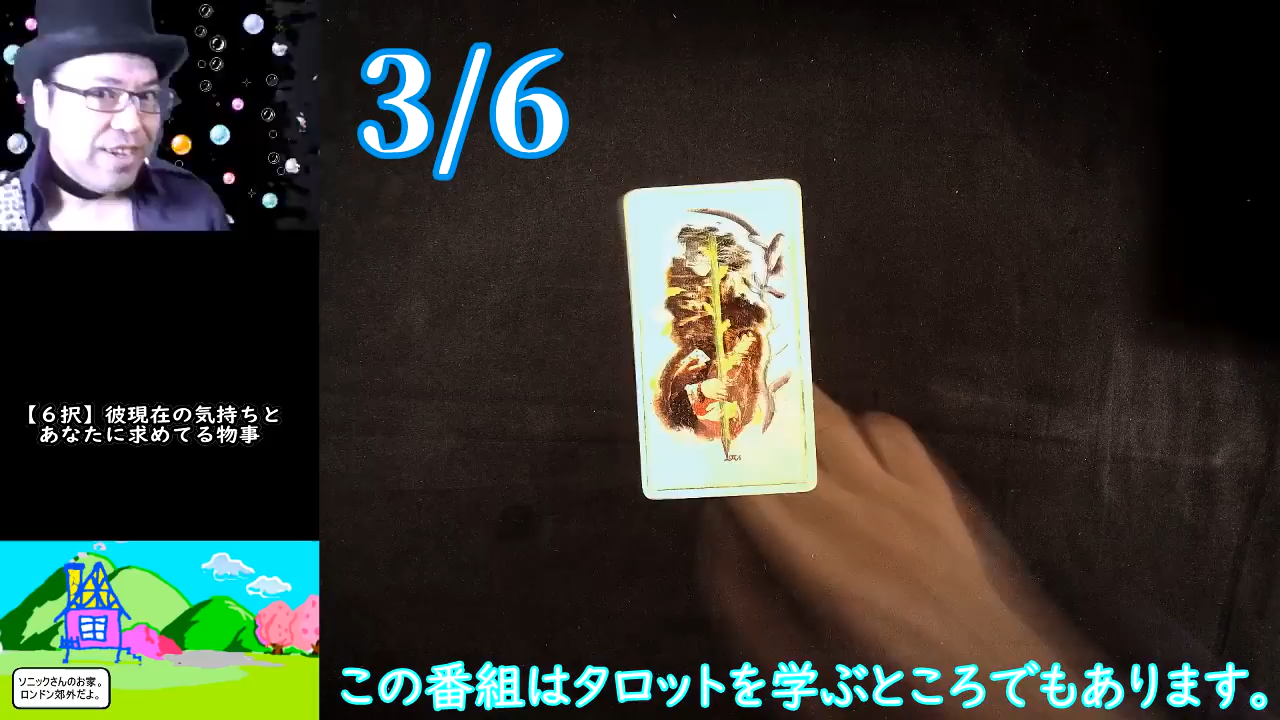 3/6
【６択】彼現在の気持ちと
あなたに求めてる物事
ソニックさんのお家。
ロンドン郊外だよ。
この番組はタロットを学ぶところでもあります。